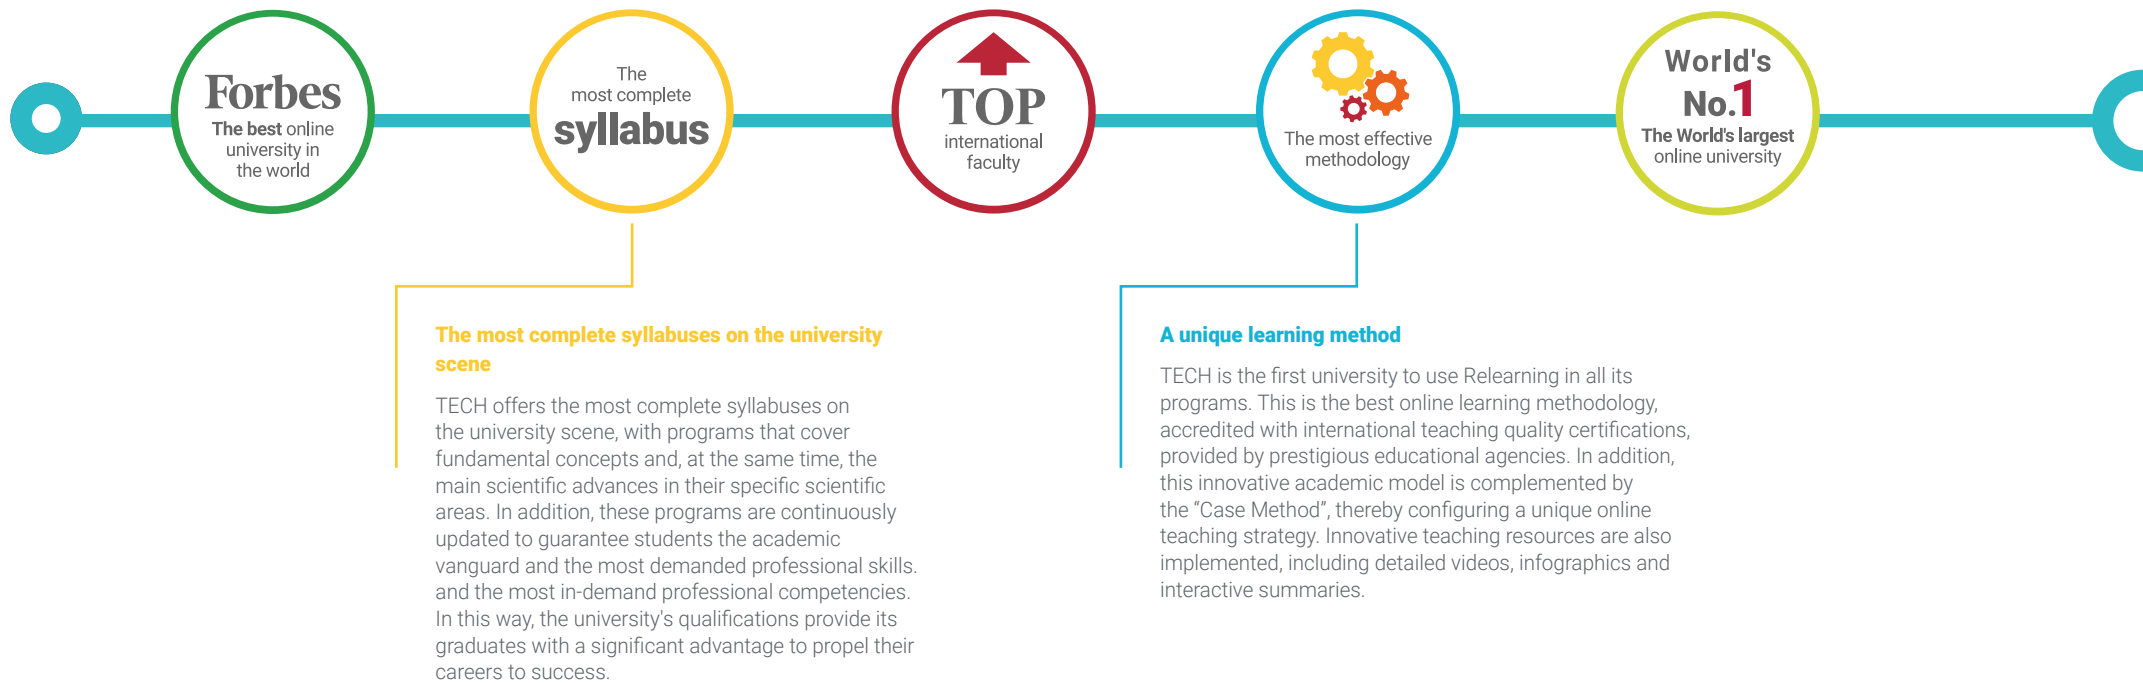 Forbes
The best online
university in
the world
The
most complete
syllabus
TOP
international
faculty
The most effective
methodology
World's
No.1
The World's largest
online university
The most complete syllabuses on the university
scene
TECH offers the most complete syllabuses on
the university scene, with programs that cover
fundamental concepts and, at the same time, the
main scientific advances in their specific scientific
areas. In addition, these programs are continuously
updated to guarantee students the academic
vanguard and the most demanded professional skills.
and the most in-demand professional competencies.
In this way, the university's qualifications provide its
graduates with a significant advantage to propel their
careers to success.
A unique learning method
TECH is the first university to use Relearning in all its
programs. This is the best online learning methodology,
accredited with international teaching quality certifications,
provided by prestigious educational agencies. In addition,
this innovative academic model is complemented by
the “Case Method”, thereby configuring a unique online
teaching strategy. Innovative teaching resources are also
implemented, including detailed videos, infographics and
interactive summaries.